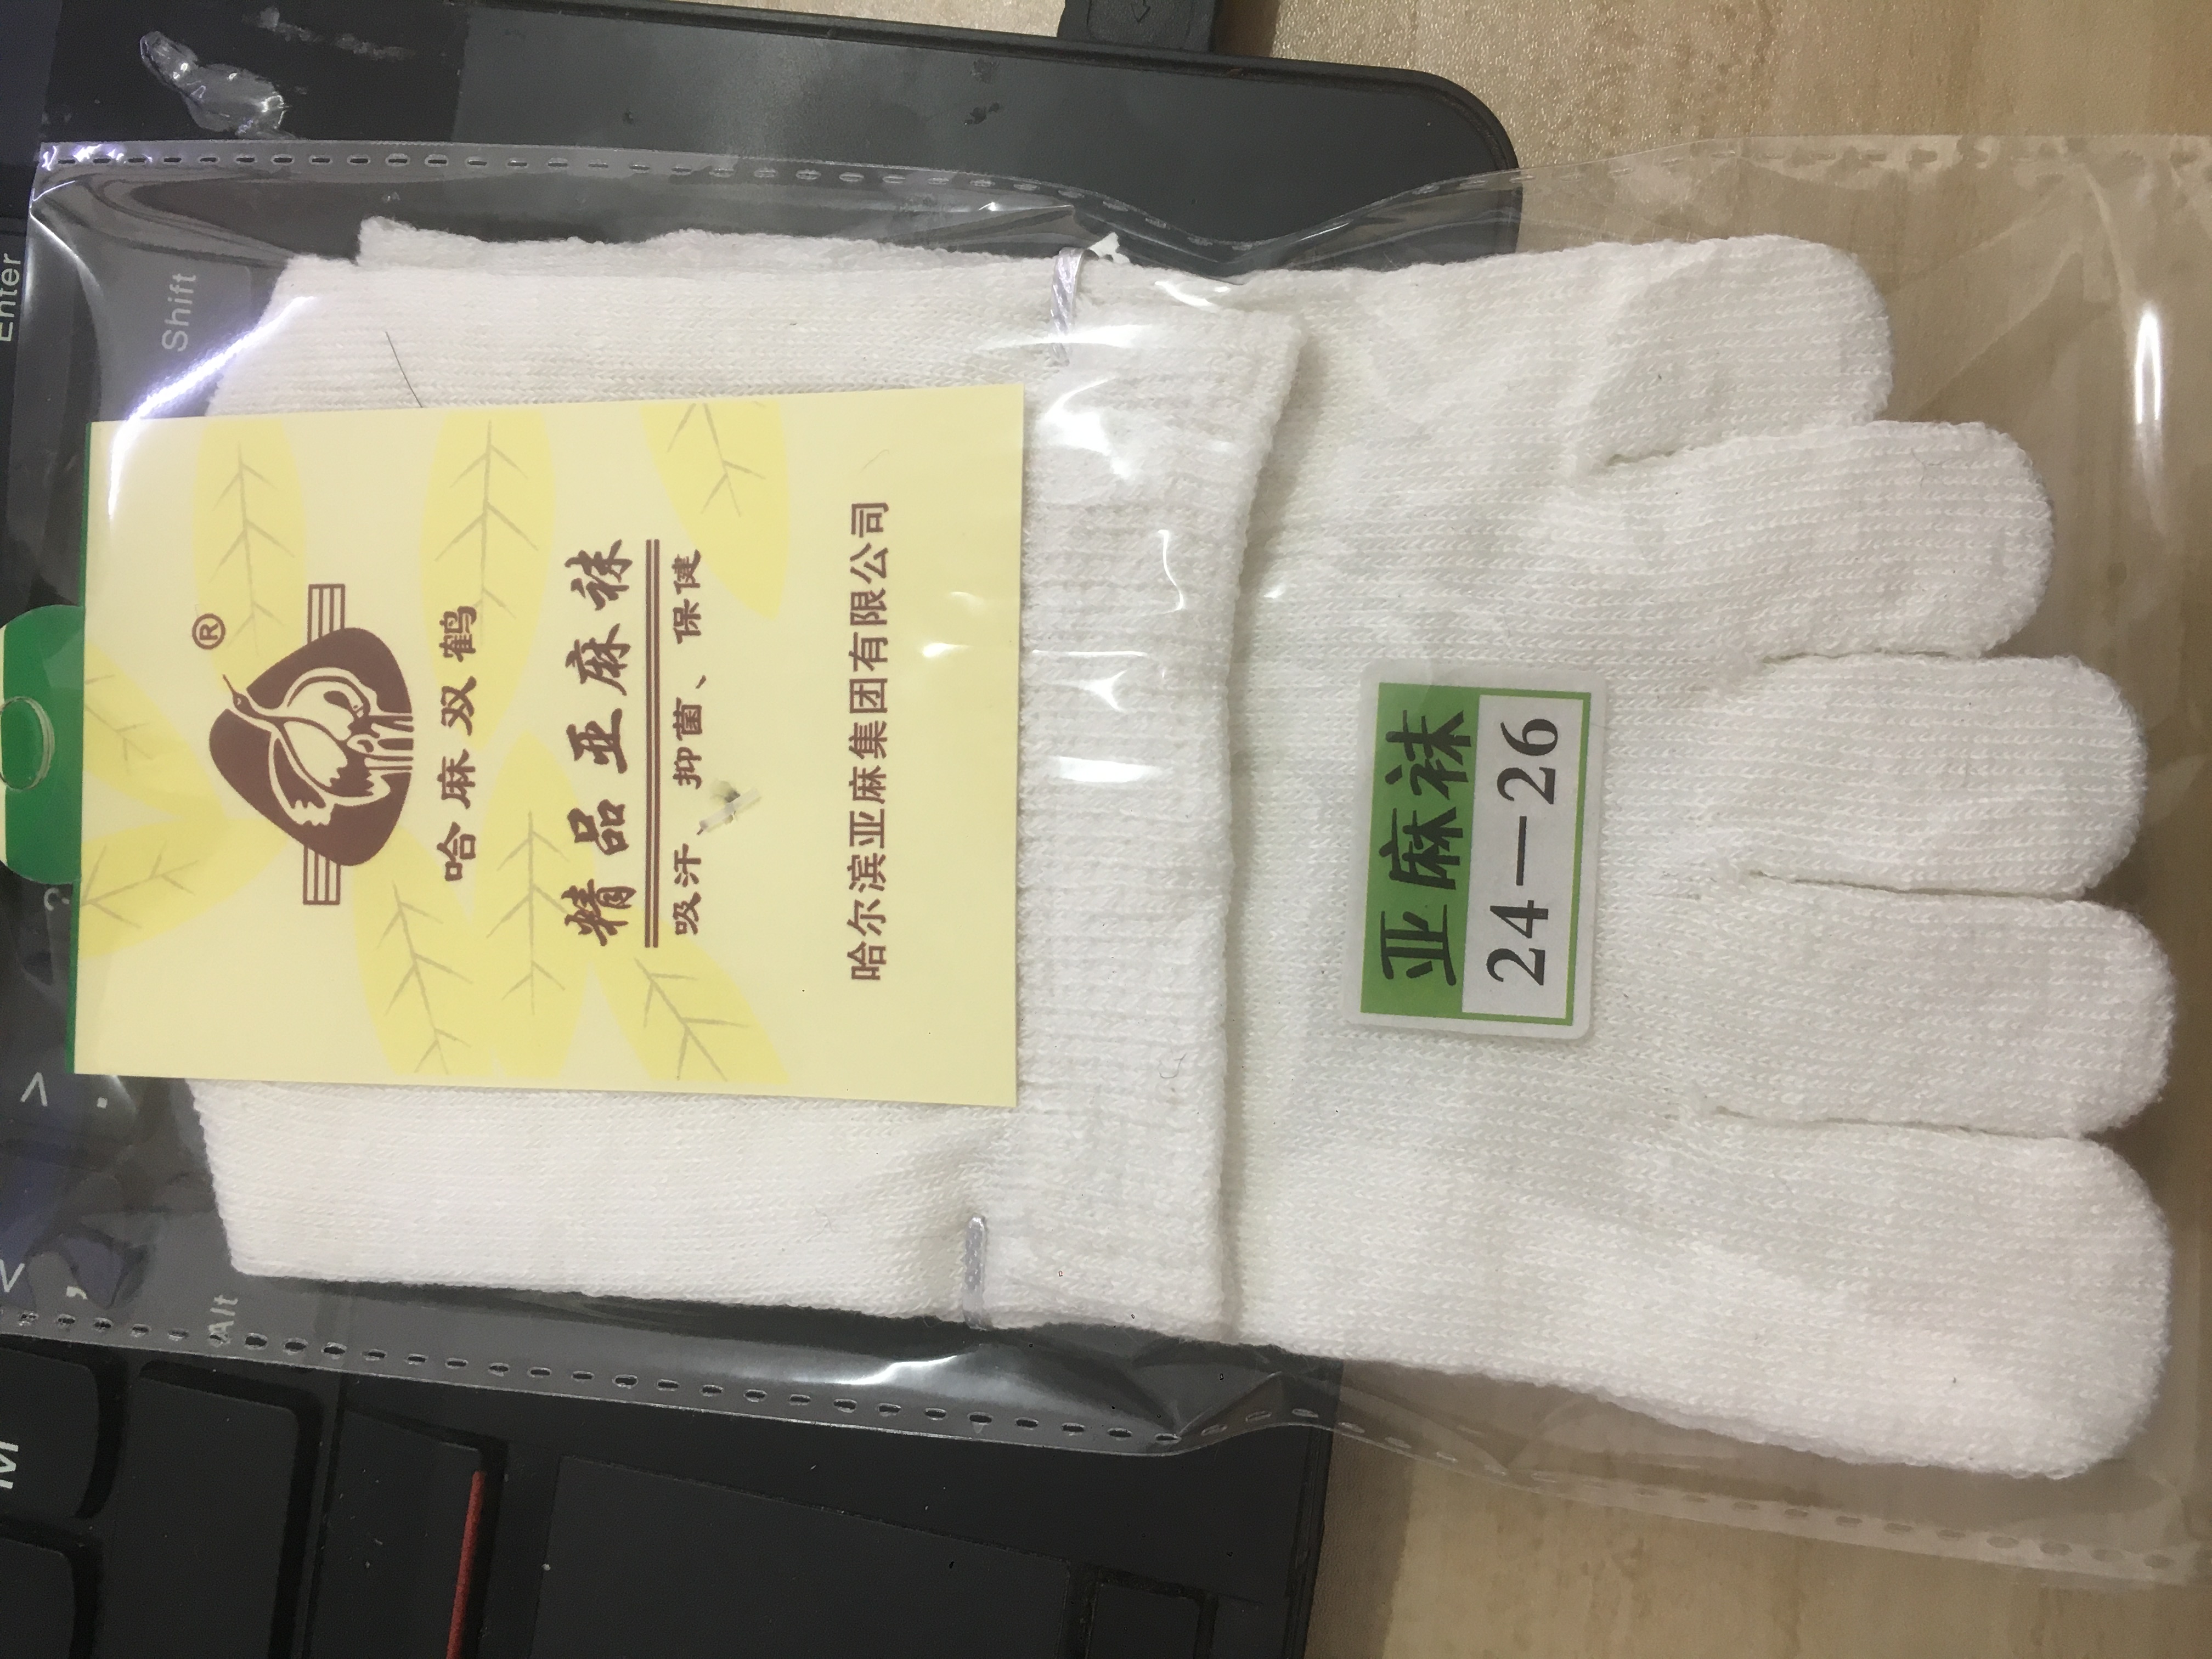 ®
哈麻双鹤
精品亚麻袜
吸汗、抑菌、保健
哈尔滨亚麻集团有限公司
亚麻袜
24—26
Enter
Shift
?
>
.
<
,
Alt
M